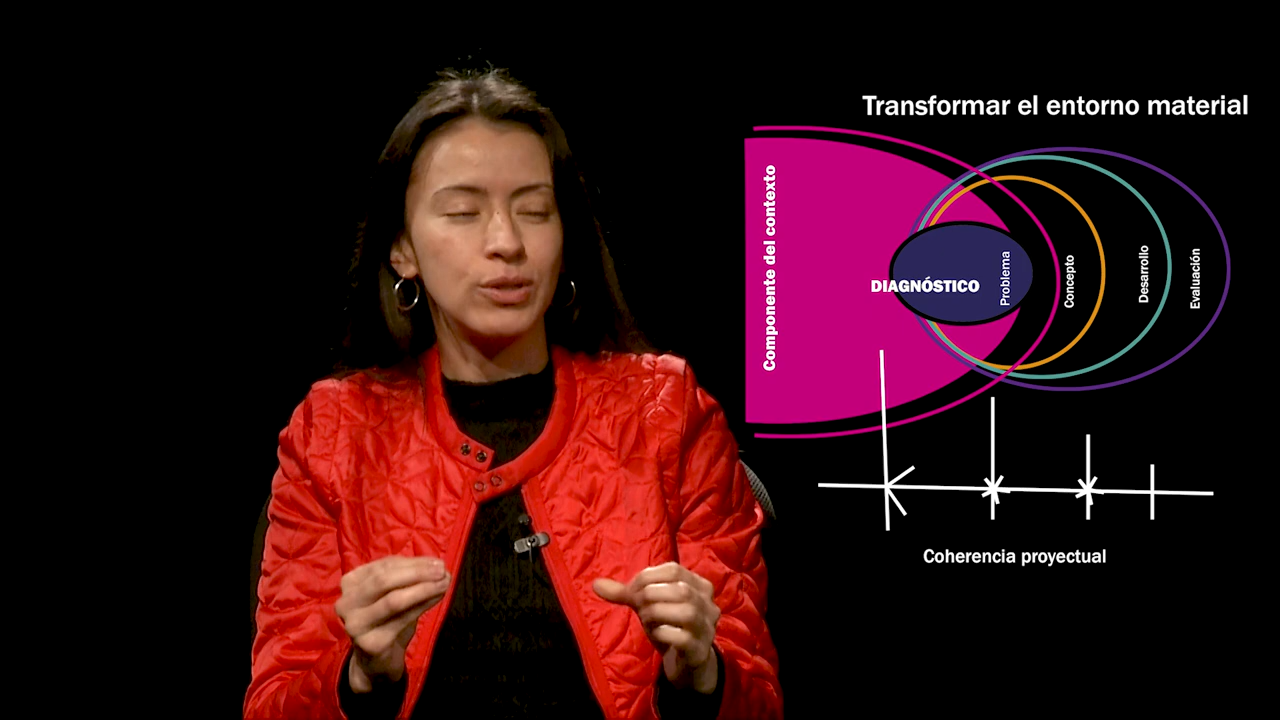 Transformar el entorno material
Componente del contexto
DIAGNÓSTICO
Problema
Concepto
Desarrollo
Evaluación
Coherencia proyectual